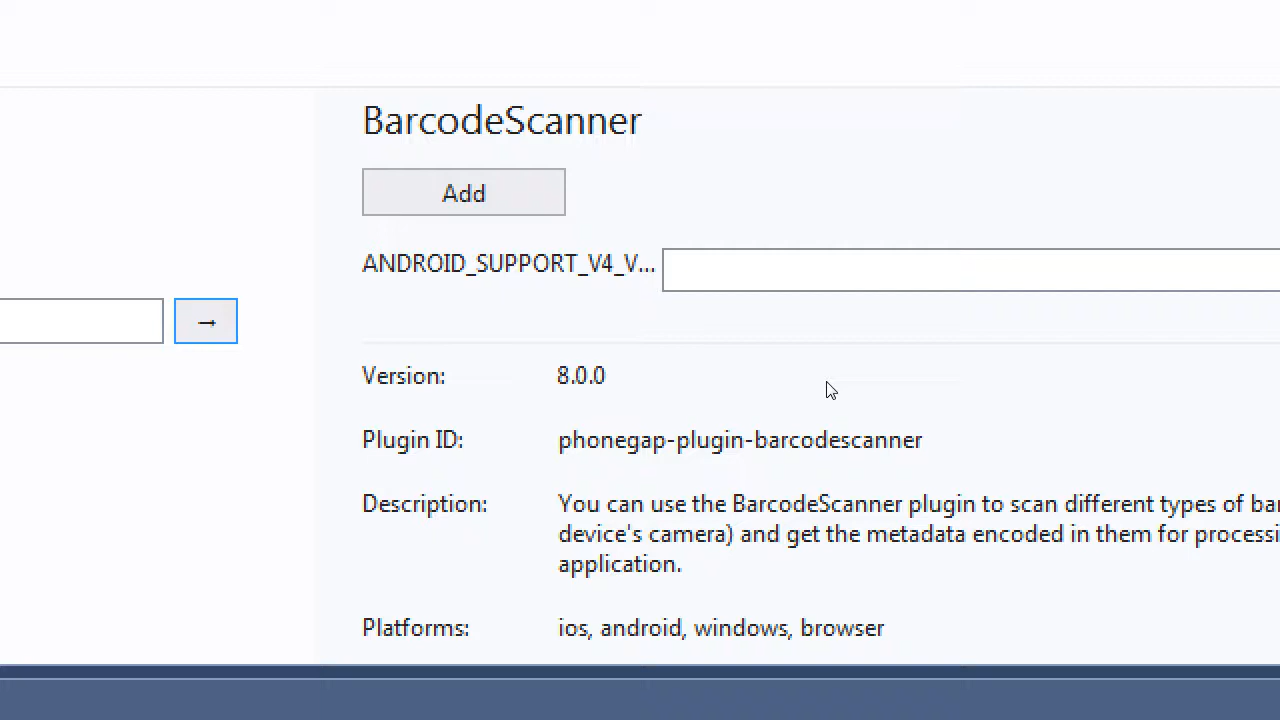 BarcodeScanner
Add
ANDROID_SUPPORT_V4_V...
→
Version: 8.0.0
Plugin ID: phonegap-plugin-barcodescanner
Description: You can use the BarcodeScanner plugin to scan different types of
device's camera) and get the metadata encoded in them for
application.
Platforms: ios, android, windows, browser